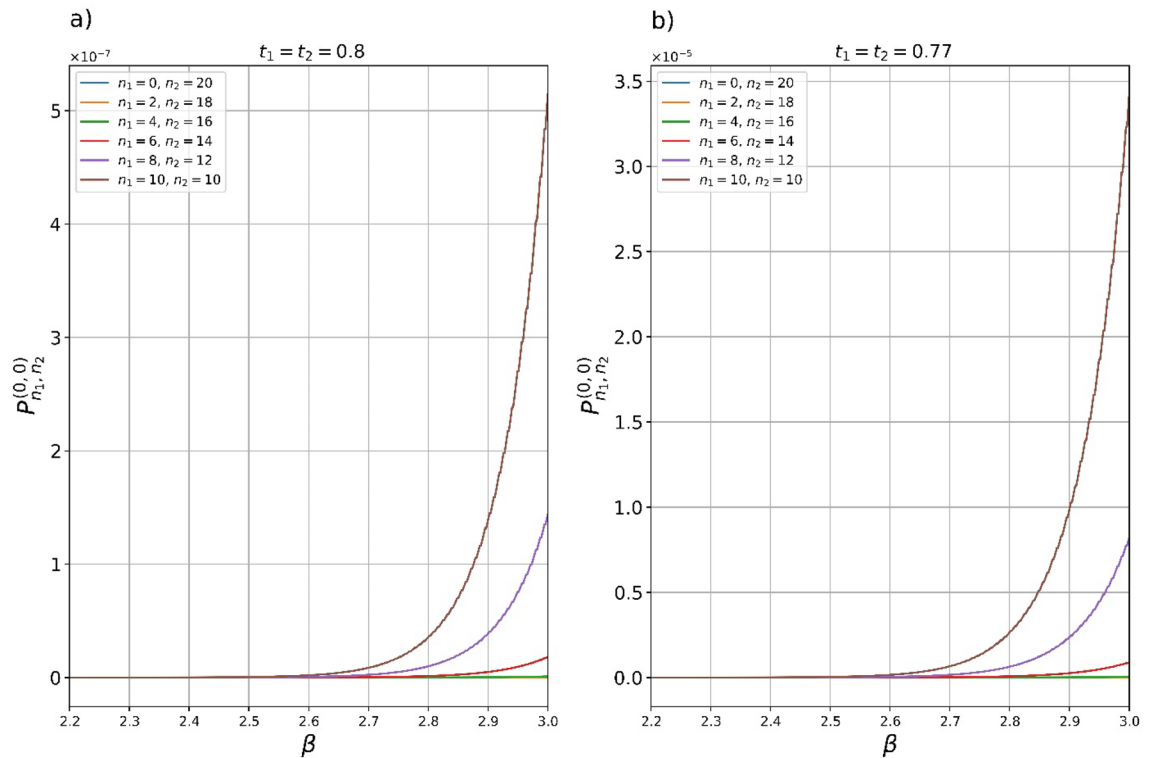 a)
×10⁻⁷
t₁ = t₂ = 0.8
n₁ = 0, n₂ = 20
n₁ = 2, n₂ = 18
n₁ = 4, n₂ = 16
n₁ = 6, n₂ = 14
n₁ = 8, n₂ = 12
n₁ = 10, n₂ = 10
5
4
3
2
1
0
P^{(0, 0)}_{n₁, n₂}
2.2 2.3 2.4 2.5 2.6 2.7 2.8 2.9 3.0
β
b)
×10⁻⁵
t₁ = t₂ = 0.77
n₁ = 0, n₂ = 20
n₁ = 2, n₂ = 18
n₁ = 4, n₂ = 16
n₁ = 6, n₂ = 14
n₁ = 8, n₂ = 12
n₁ = 10, n₂ = 10
3.5
3.0
2.5
2.0
1.5
1.0
0.5
0.0
P^{(0, 0)}_{n₁, n₂}
2.2 2.3 2.4 2.5 2.6 2.7 2.8 2.9 3.0
β